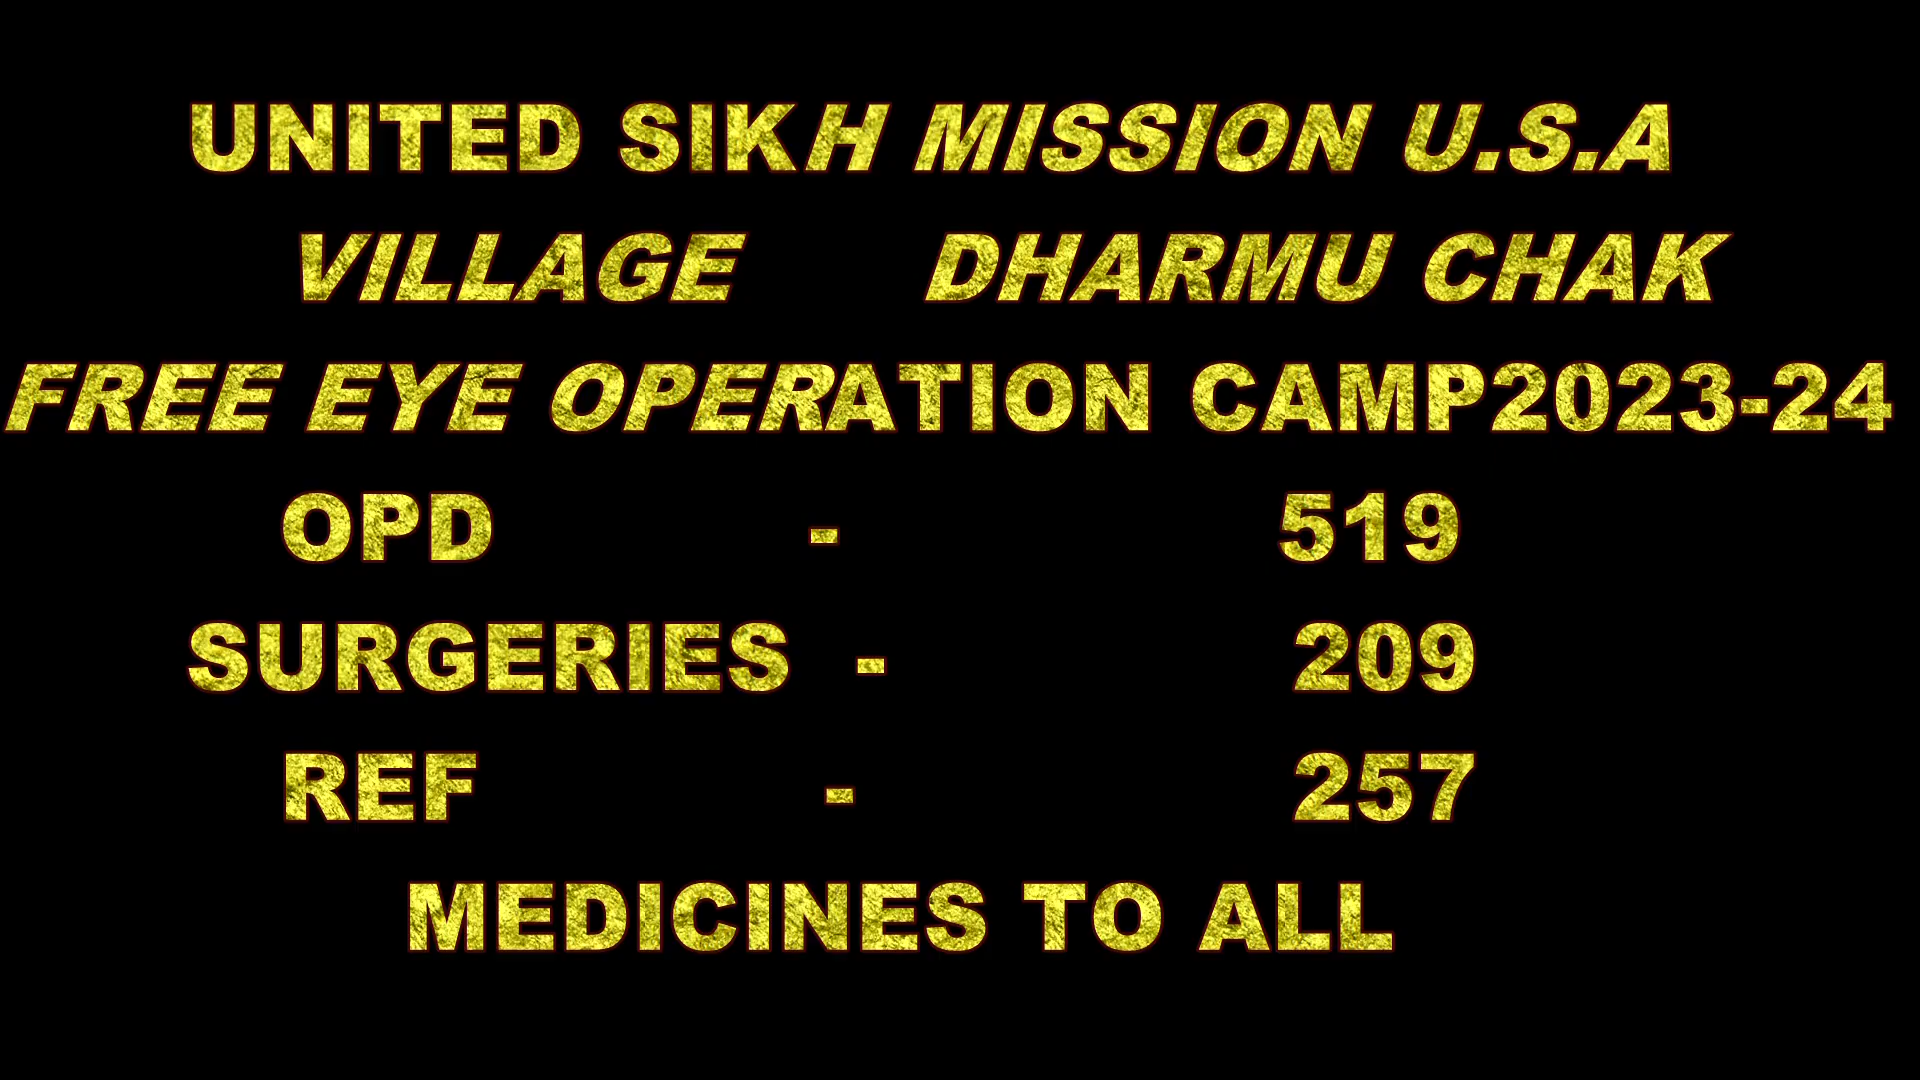 UNITED SIKH MISSION U.S.A
VILLAGE DHARMU CHAK
FREE EYE OPERATION CAMP2023-24
OPD - 519
SURGERIES - 209
REF - 257
MEDICINES TO ALL